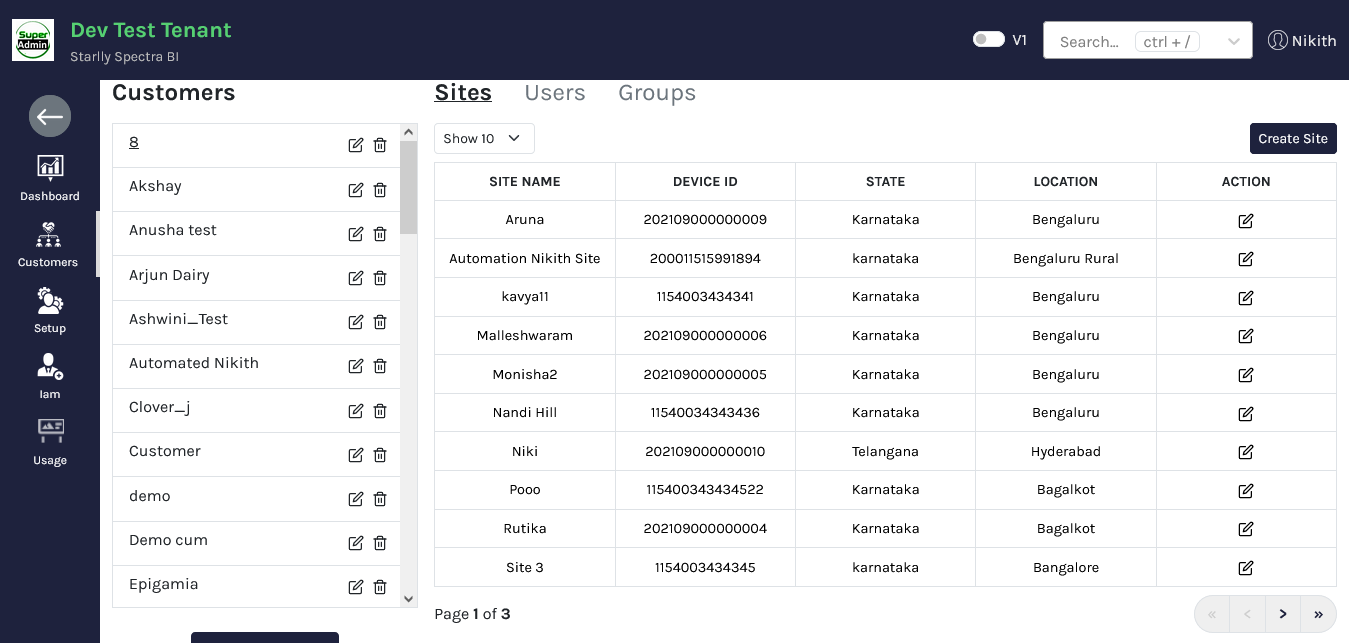 Super
Admin
Dev Test Tenant
Starlly Spectra BI
V1
Search... ctrl + /
Nikith
Dashboard
Customers
Setup
Iam
Usage
Customers
8
Akshay
Anusha test
Arjun Dairy
Ashwini_Test
Automated Nikith
Clover_j
Customer
demo
Demo cum
Epigamia
Sites Users Groups
Show 10
Create Site
SITE NAME DEVICE ID STATE LOCATION ACTION
Aruna 202109000000009 Karnataka Bengaluru
Automation Nikith Site 200011515991894 karnataka Bengaluru Rural
kavya11 1154003434341 Karnataka Bengaluru
Malleshwaram 202109000000006 Karnataka Bengaluru
Monisha2 202109000000005 Karnataka Bengaluru
Nandi Hill 11540034343436 Karnataka Bengaluru
Niki 202109000000010 Telangana Hyderabad
Pooo 115400343434522 Karnataka Bagalkot
Rutika 202109000000004 Karnataka Bagalkot
Site 3 1154003434345 karnataka Bangalore
Page 1 of 3
« < > »